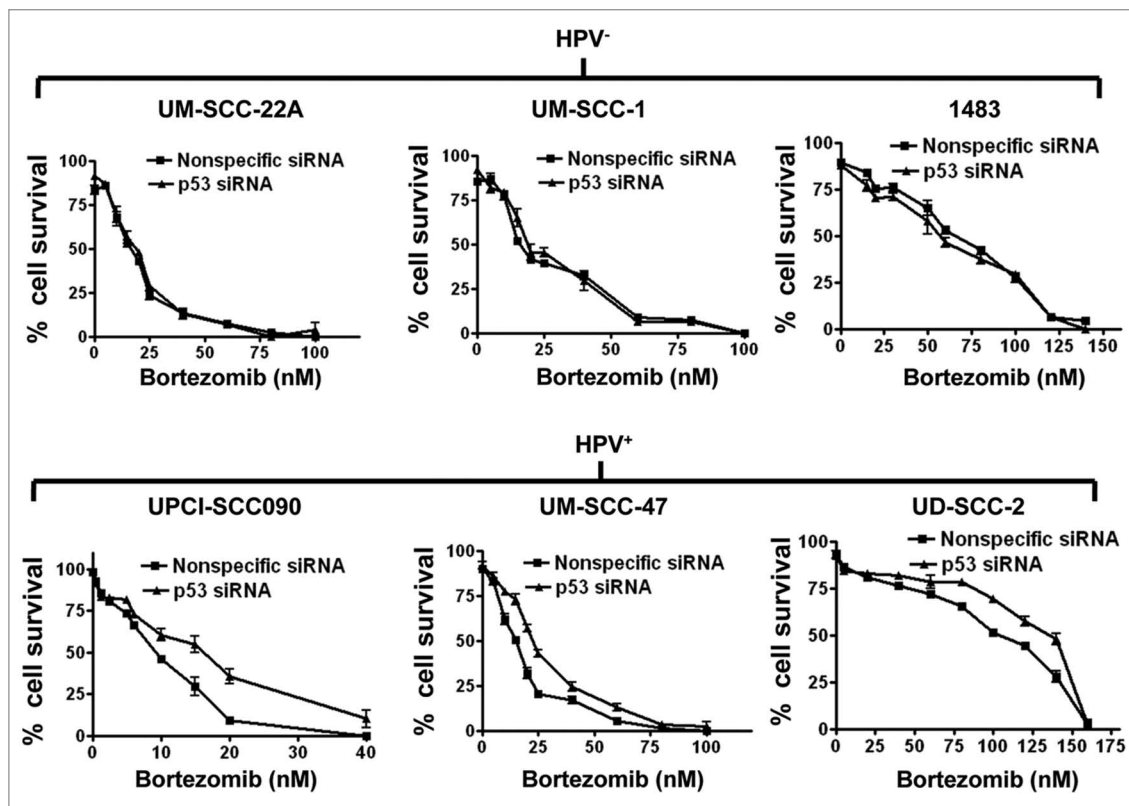 HPV⁻
UM-SCC-22A
UM-SCC-1
1483
% cell survival
100
75
50
25
0
Nonspecific siRNA
p53 siRNA
0 25 50 75 100
Bortezomib (nM)
% cell survival
100
75
50
25
0
Nonspecific siRNA
p53 siRNA
0 25 50 75 100
Bortezomib (nM)
% cell survival
100
75
50
25
0
Nonspecific siRNA
p53 siRNA
0 25 50 75 100 125 150
Bortezomib (nM)
HPV⁺
UPCI-SCC090
UM-SCC-47
UD-SCC-2
% cell survival
100
75
50
25
0
Nonspecific siRNA
p53 siRNA
0 10 20 30 40
Bortezomib (nM)
% cell survival
100
75
50
25
0
Nonspecific siRNA
p53 siRNA
0 25 50 75 100
Bortezomib (nM)
% cell survival
100
75
50
25
0
Nonspecific siRNA
p53 siRNA
0 25 50 75 100 125 150 175
Bortezomib (nM)